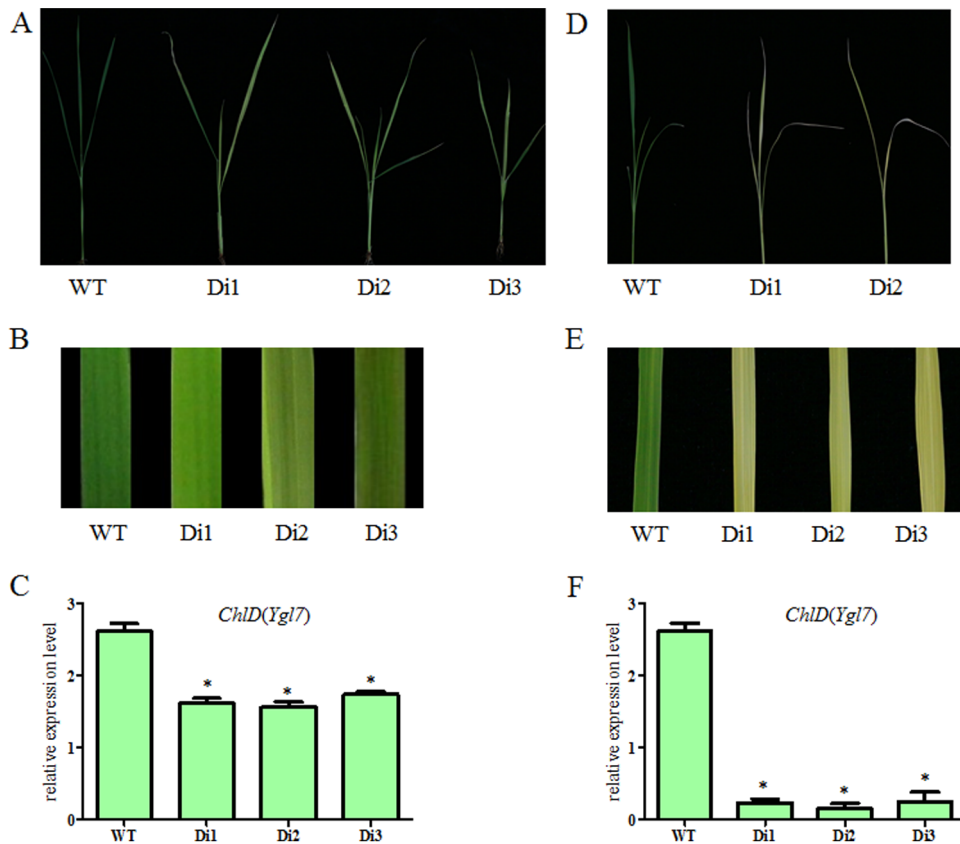 A
WT Di1 Di2 Di3
B
WT Di1 Di2 Di3
C
ChlD(Ygl7)
relative expression level
3
2
1
0
WT Di1 Di2 Di3
* * *
D
WT Di1 Di2
E
WT Di1 Di2 Di3
F
ChlD(Ygl7)
relative expression level
3
2
1
0
WT Di1 Di2 Di3
* * *